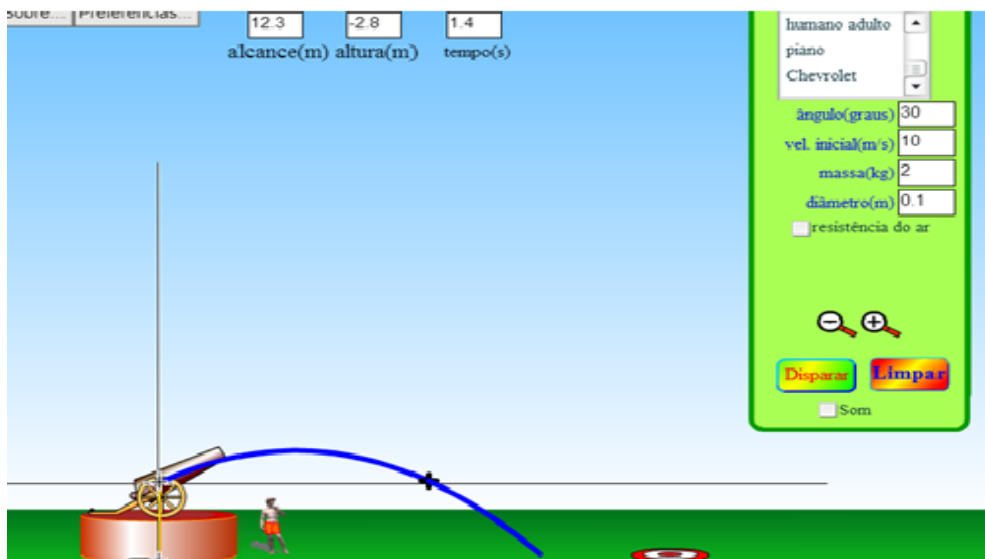 sobre... Preferências...
12.3 -2.8 1.4
alcance(m) altura(m) tempo(s)
humano adulto
piano
Chevrolet
ângulo(graus) 30
vel. inicial(m/s) 10
massa(kg) 2
diâmetro(m) 0.1
resistência do ar
Disparar Limpar
Som